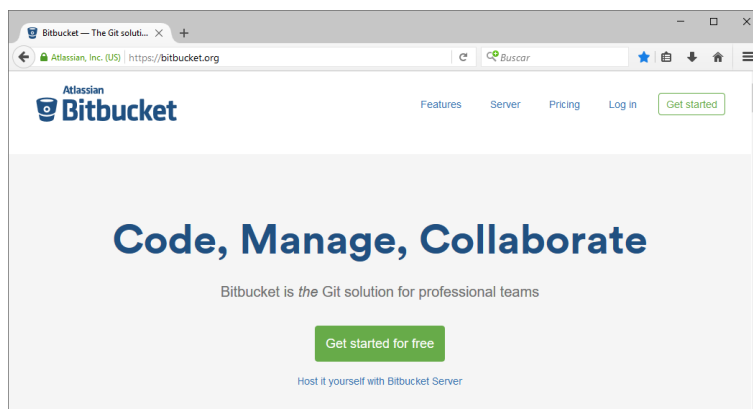 Bitbucket — The Git soluti...
Atlassian, Inc. (US) https://bitbucket.org
Buscar
Atlassian
Bitbucket
Features Server Pricing Log in Get started
Code, Manage, Collaborate
Bitbucket is the Git solution for professional teams
Get started for free
Host it yourself with Bitbucket Server